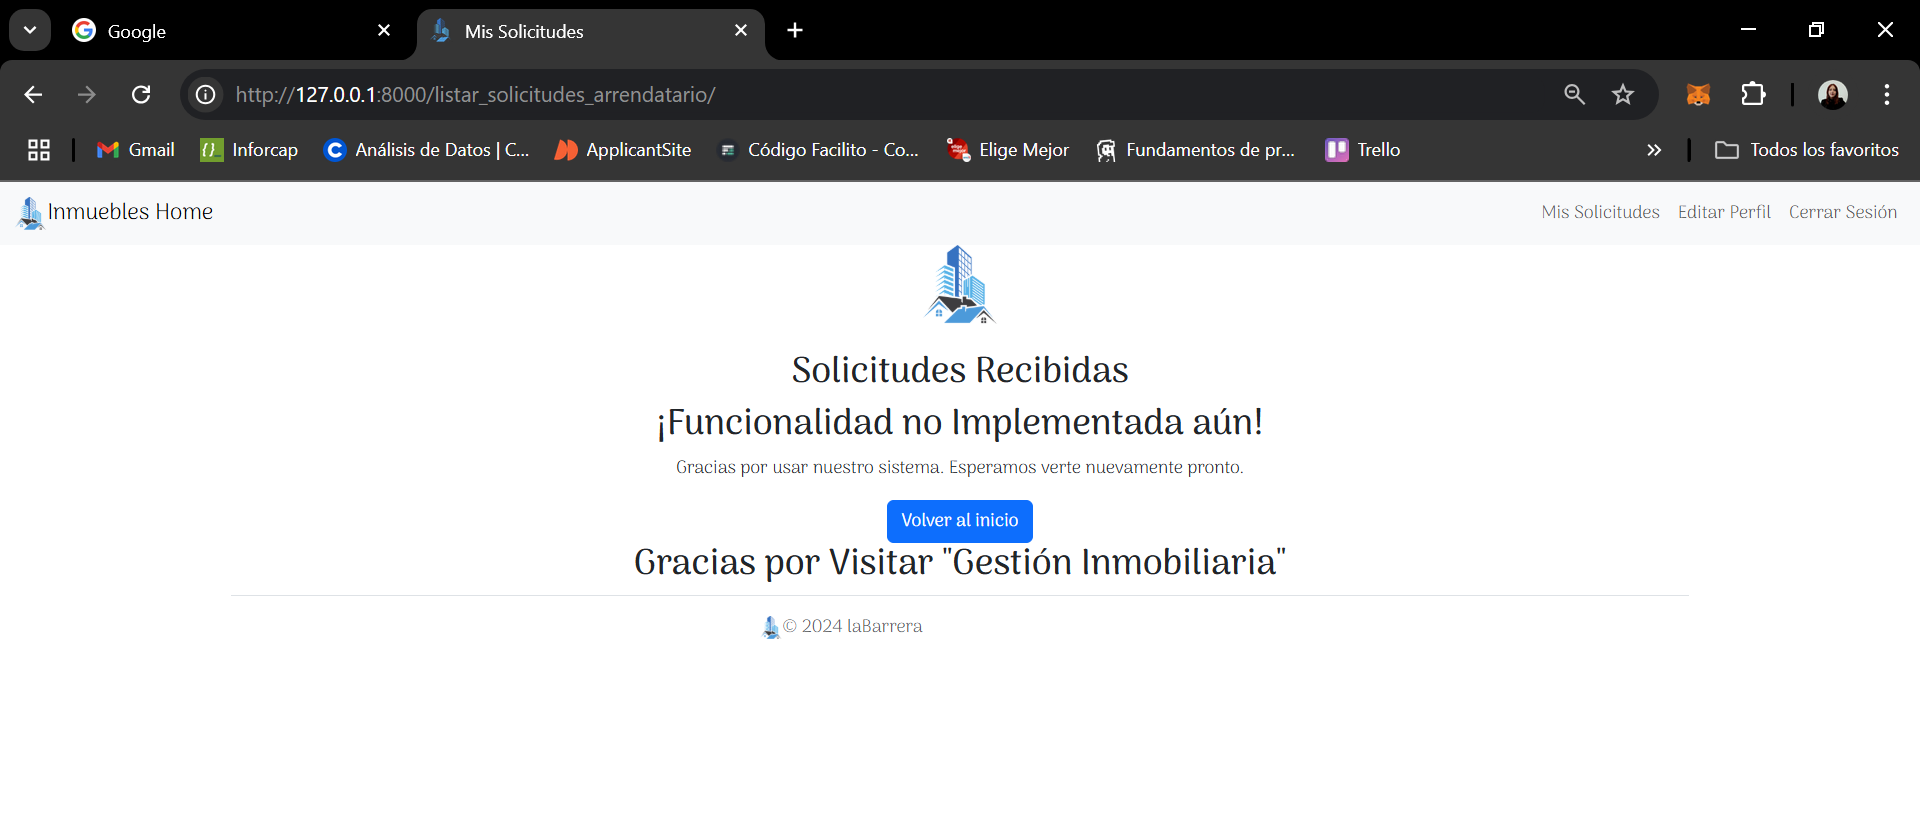 Google
Mis Solicitudes
http://127.0.0.1:8000/listar_solicitudes_arrendatario/
Gmail
Inforcap
Análisis de Datos | C...
ApplicantSite
Código Facilito - Co...
Elige Mejor
Fundamentos de pr...
Trello
Todos los favoritos
Inmuebles Home
Mis Solicitudes
Editar Perfil
Cerrar Sesión
Solicitudes Recibidas
¡Funcionalidad no Implementada aún!
Gracias por usar nuestro sistema. Esperamos verte nuevamente pronto.
Volver al inicio
Gracias por Visitar "Gestión Inmobiliaria"
© 2024 laBarrera